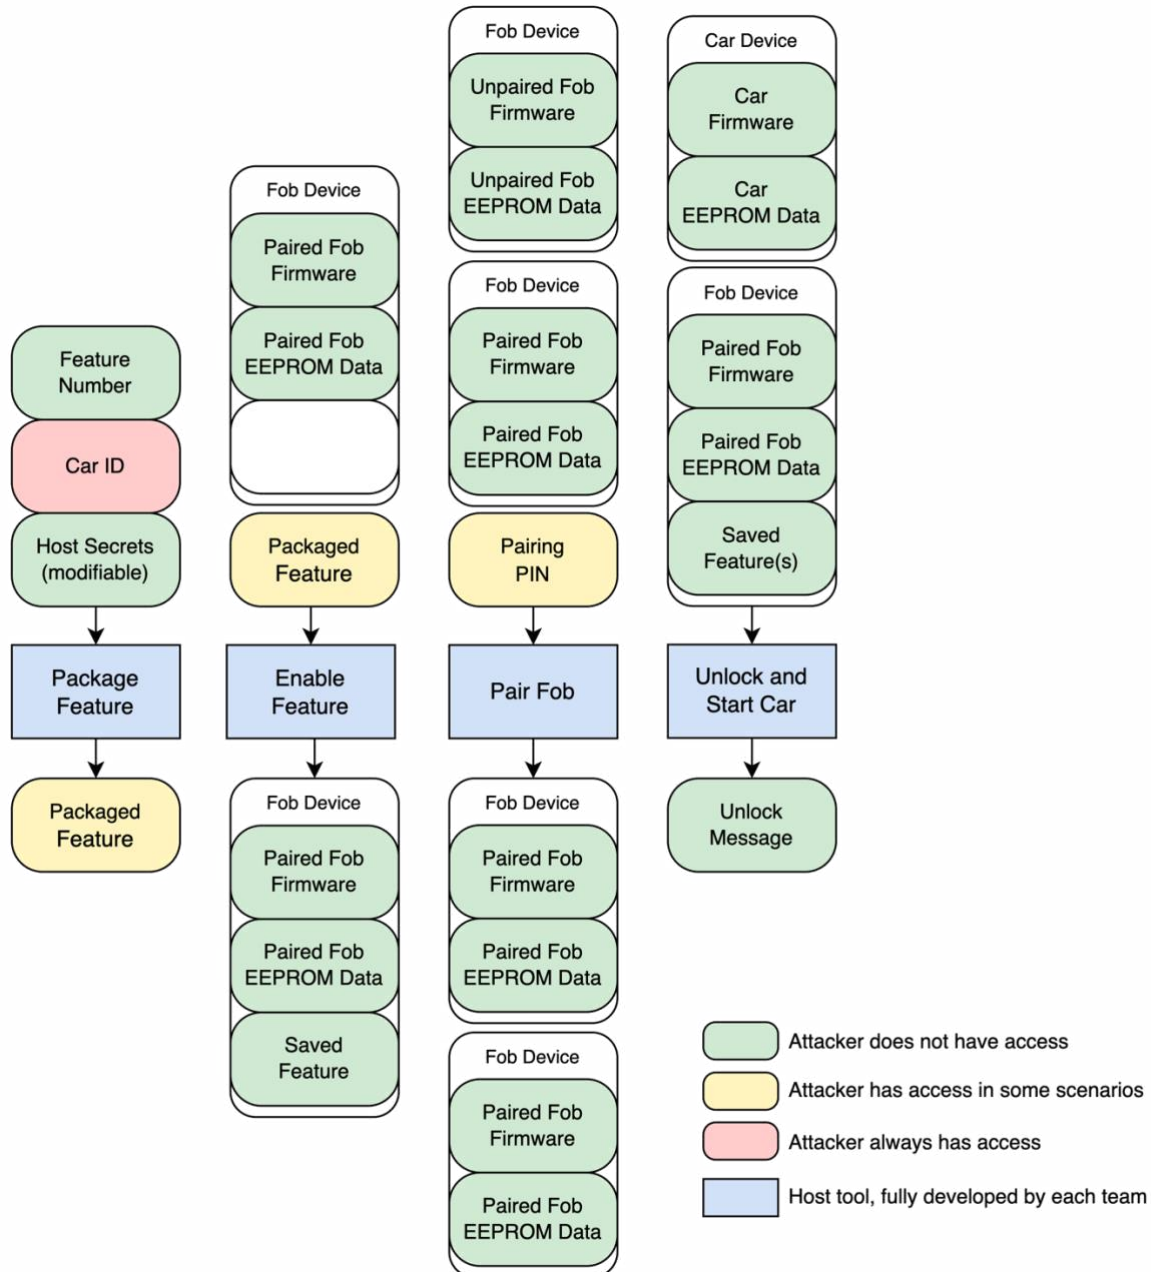 Feature
Number
Car ID
Host Secrets
(modifiable)
Package
Feature
Packaged
Feature
Fob Device
Paired Fob
Firmware
Paired Fob
EEPROM Data
Packaged
Feature
Enable
Feature
Fob Device
Paired Fob
Firmware
Paired Fob
EEPROM Data
Saved
Feature
Fob Device
Unpaired Fob
Firmware
Unpaired Fob
EEPROM Data
Fob Device
Paired Fob
Firmware
Paired Fob
EEPROM Data
Pairing
PIN
Pair Fob
Fob Device
Paired Fob
Firmware
Paired Fob
EEPROM Data
Fob Device
Paired Fob
Firmware
Paired Fob
EEPROM Data
Car Device
Car
Firmware
Car
EEPROM Data
Fob Device
Paired Fob
Firmware
Paired Fob
EEPROM Data
Saved
Feature(s)
Unlock and
Start Car
Unlock
Message
Attacker does not have access
Attacker has access in some scenarios
Attacker always has access
Host tool, fully developed by each team